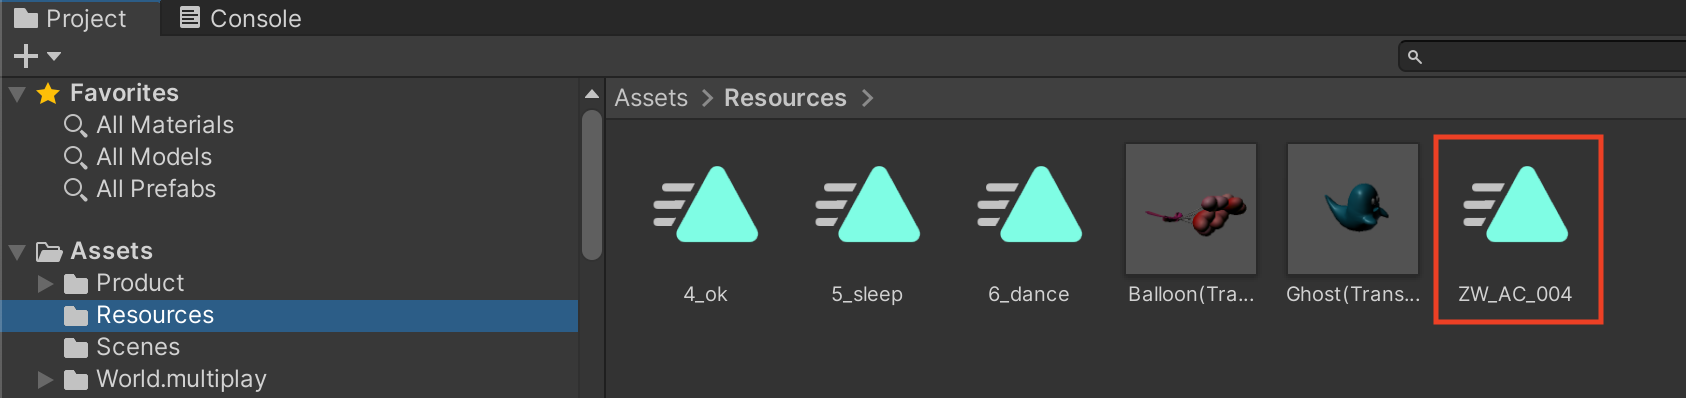 Project Console
Favorites
All Materials
All Models
All Prefabs
Assets
Product
Resources
Scenes
World.multiplay
Assets > Resources >
4_ok 5_sleep 6_dance Balloon(Tra... Ghost(Trans... ZW_AC_004